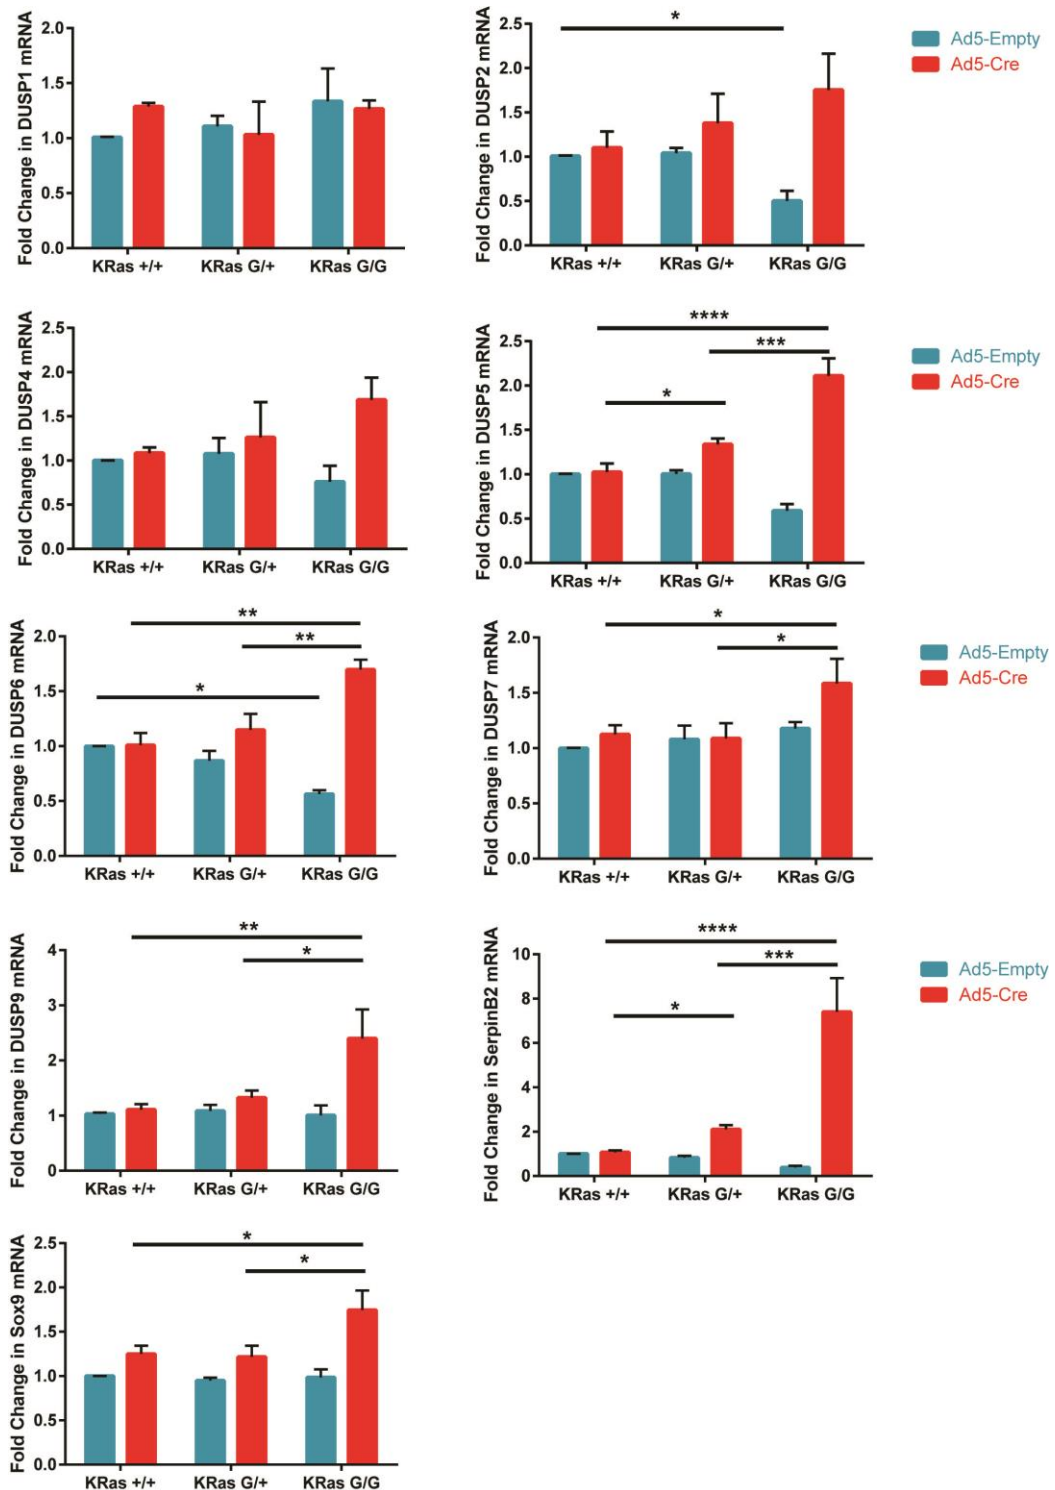 Fold Change in DUSP1 mRNA
2.0
1.5
1.0
0.5
0.0
KRas +/+ KRas G/+ KRas G/G
Fold Change in DUSP2 mRNA
*
2.5
2.0
1.5
1.0
0.5
0.0
KRas +/+ KRas G/+ KRas G/G
Ad5-Empty
Ad5-Cre
Fold Change in DUSP4 mRNA
2.5
2.0
1.5
1.0
0.5
0.0
KRas +/+ KRas G/+ KRas G/G
Fold Change in DUSP5 mRNA
****
***
*
2.5
2.0
1.5
1.0
0.5
0.0
KRas +/+ KRas G/+ KRas G/G
Ad5-Empty
Ad5-Cre
Fold Change in DUSP6 mRNA
**
**
*
2.0
1.5
1.0
0.5
0.0
KRas +/+ KRas G/+ KRas G/G
Fold Change in DUSP7 mRNA
*
*
2.0
1.5
1.0
0.5
0.0
KRas +/+ KRas G/+ KRas G/G
Ad5-Empty
Ad5-Cre
Fold Change in DUSP9 mRNA
**
*
4
3
2
1
0
KRas +/+ KRas G/+ KRas G/G
Fold Change in SerpinB2 mRNA
****
***
*
10
8
6
4
2
0
KRas +/+ KRas G/+ KRas G/G
Ad5-Empty
Ad5-Cre
Fold Change in Sox9 mRNA
*
*
2.5
2.0
1.5
1.0
0.5
0.0
KRas +/+ KRas G/+ KRas G/G